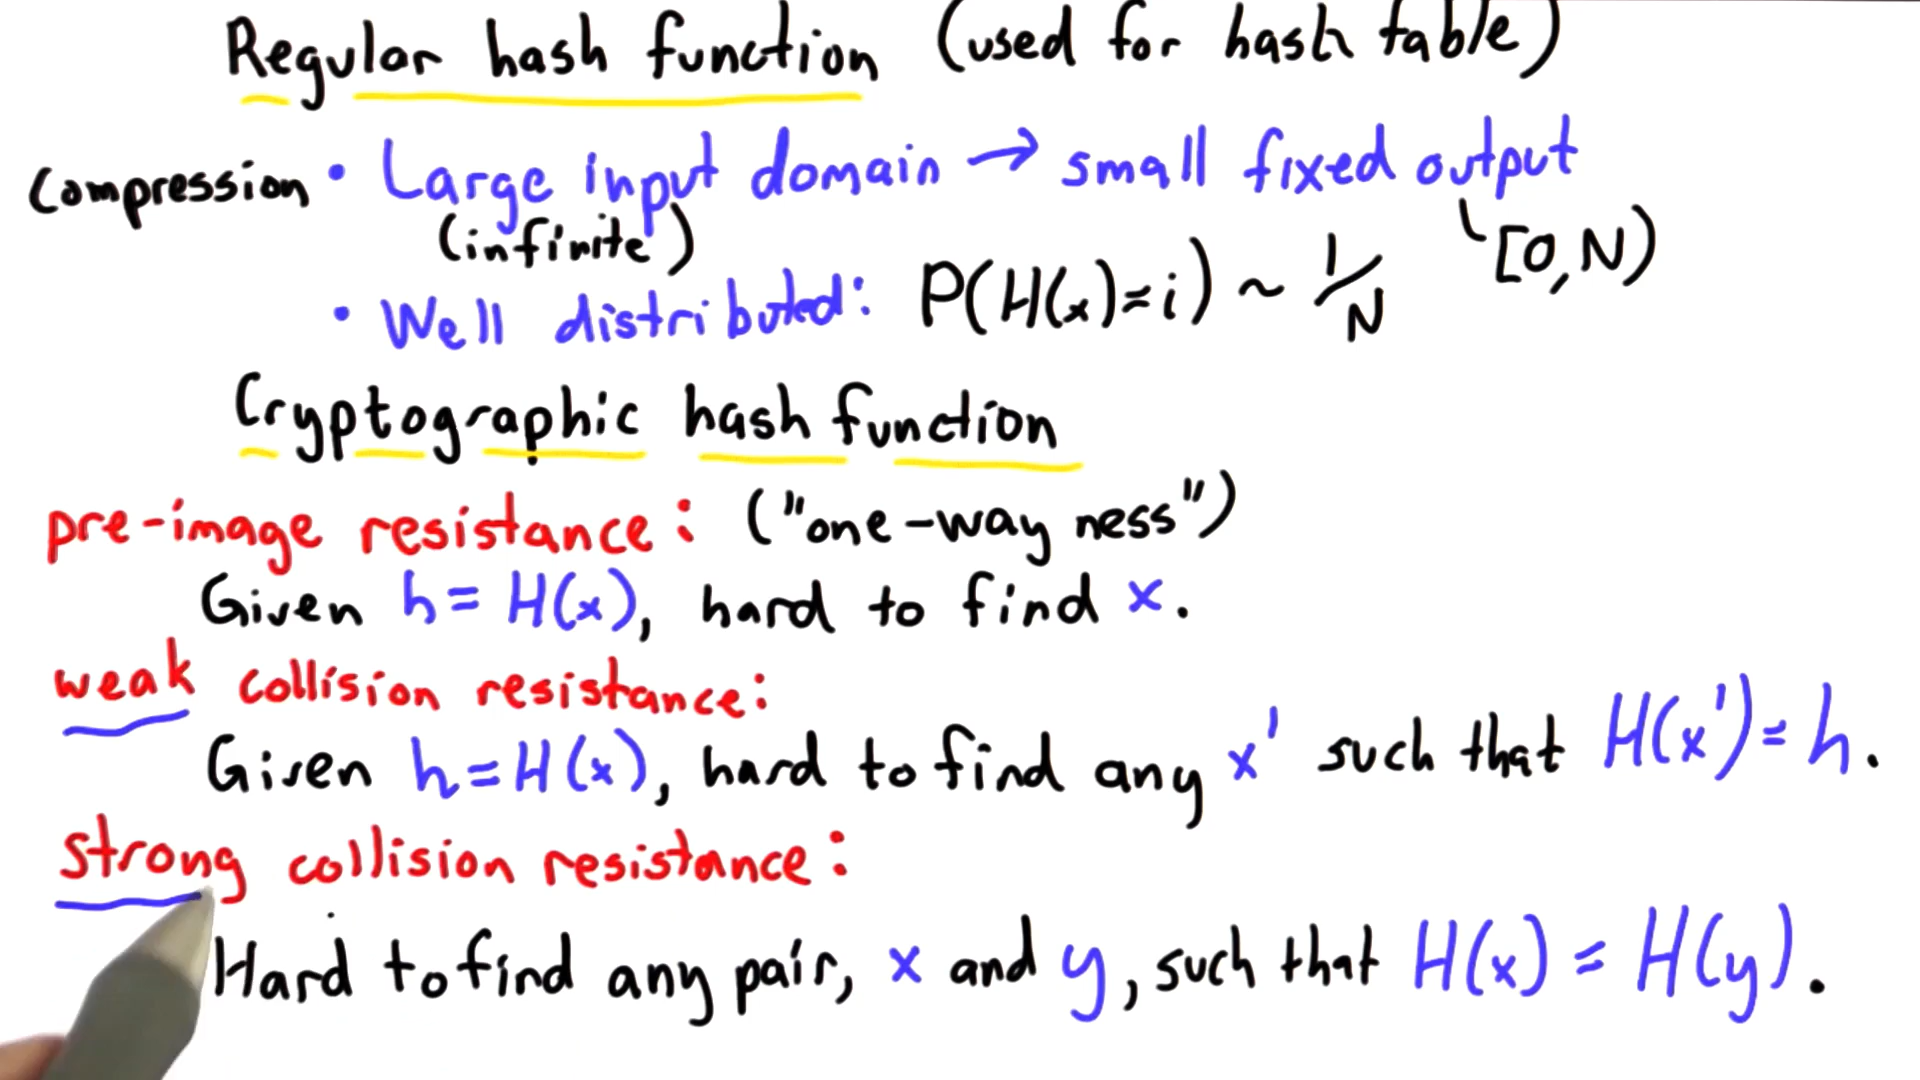 Regular hash function (used for hash table)
Compression • Large input domain → small fixed output
(infinite) [0,N)
• Well distributed: P(H(x)=i) ~ 1/N
Cryptographic hash function
pre-image resistance: ("one-way ness")
Given h = H(x), hard to find x.
weak collision resistance:
Given h = H(x), hard to find any x' such that H(x') = h.
strong collision resistance:
Hard to find any pair, x and y, such that H(x) = H(y).